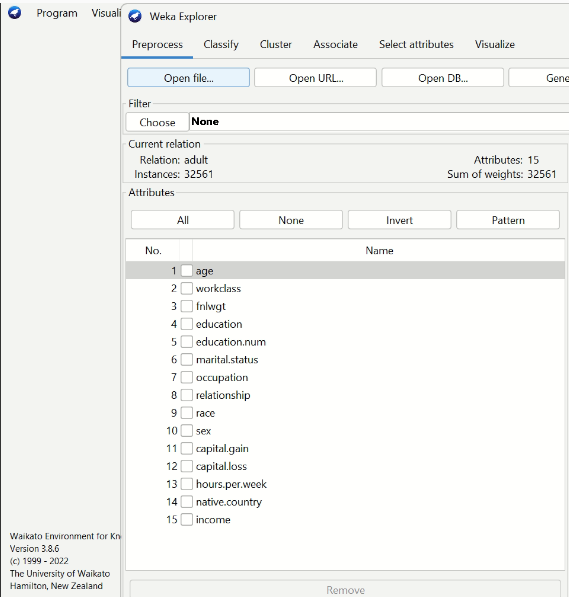 Program
Weka Explorer
Preprocess Classify Cluster Associate Select attributes Visualize
Open file... Open URL... Open DB...
Filter
Choose None
Current relation
Relation: adult Attributes: 15
Instances: 32561 Sum of weights: 32561
Attributes
All None Invert Pattern
No. Name
1 age
2 workclass
3 fnlwgt
4 education
5 education.num
6 marital.status
7 occupation
8 relationship
9 race
10 sex
11 capital.gain
12 capital.loss
13 hours.per.week
14 native.country
15 income
Waikato Environment for Kn
Version 3.8.6
(c) 1999 - 2022
The University of Waikato
Hamilton, New Zealand
Remove